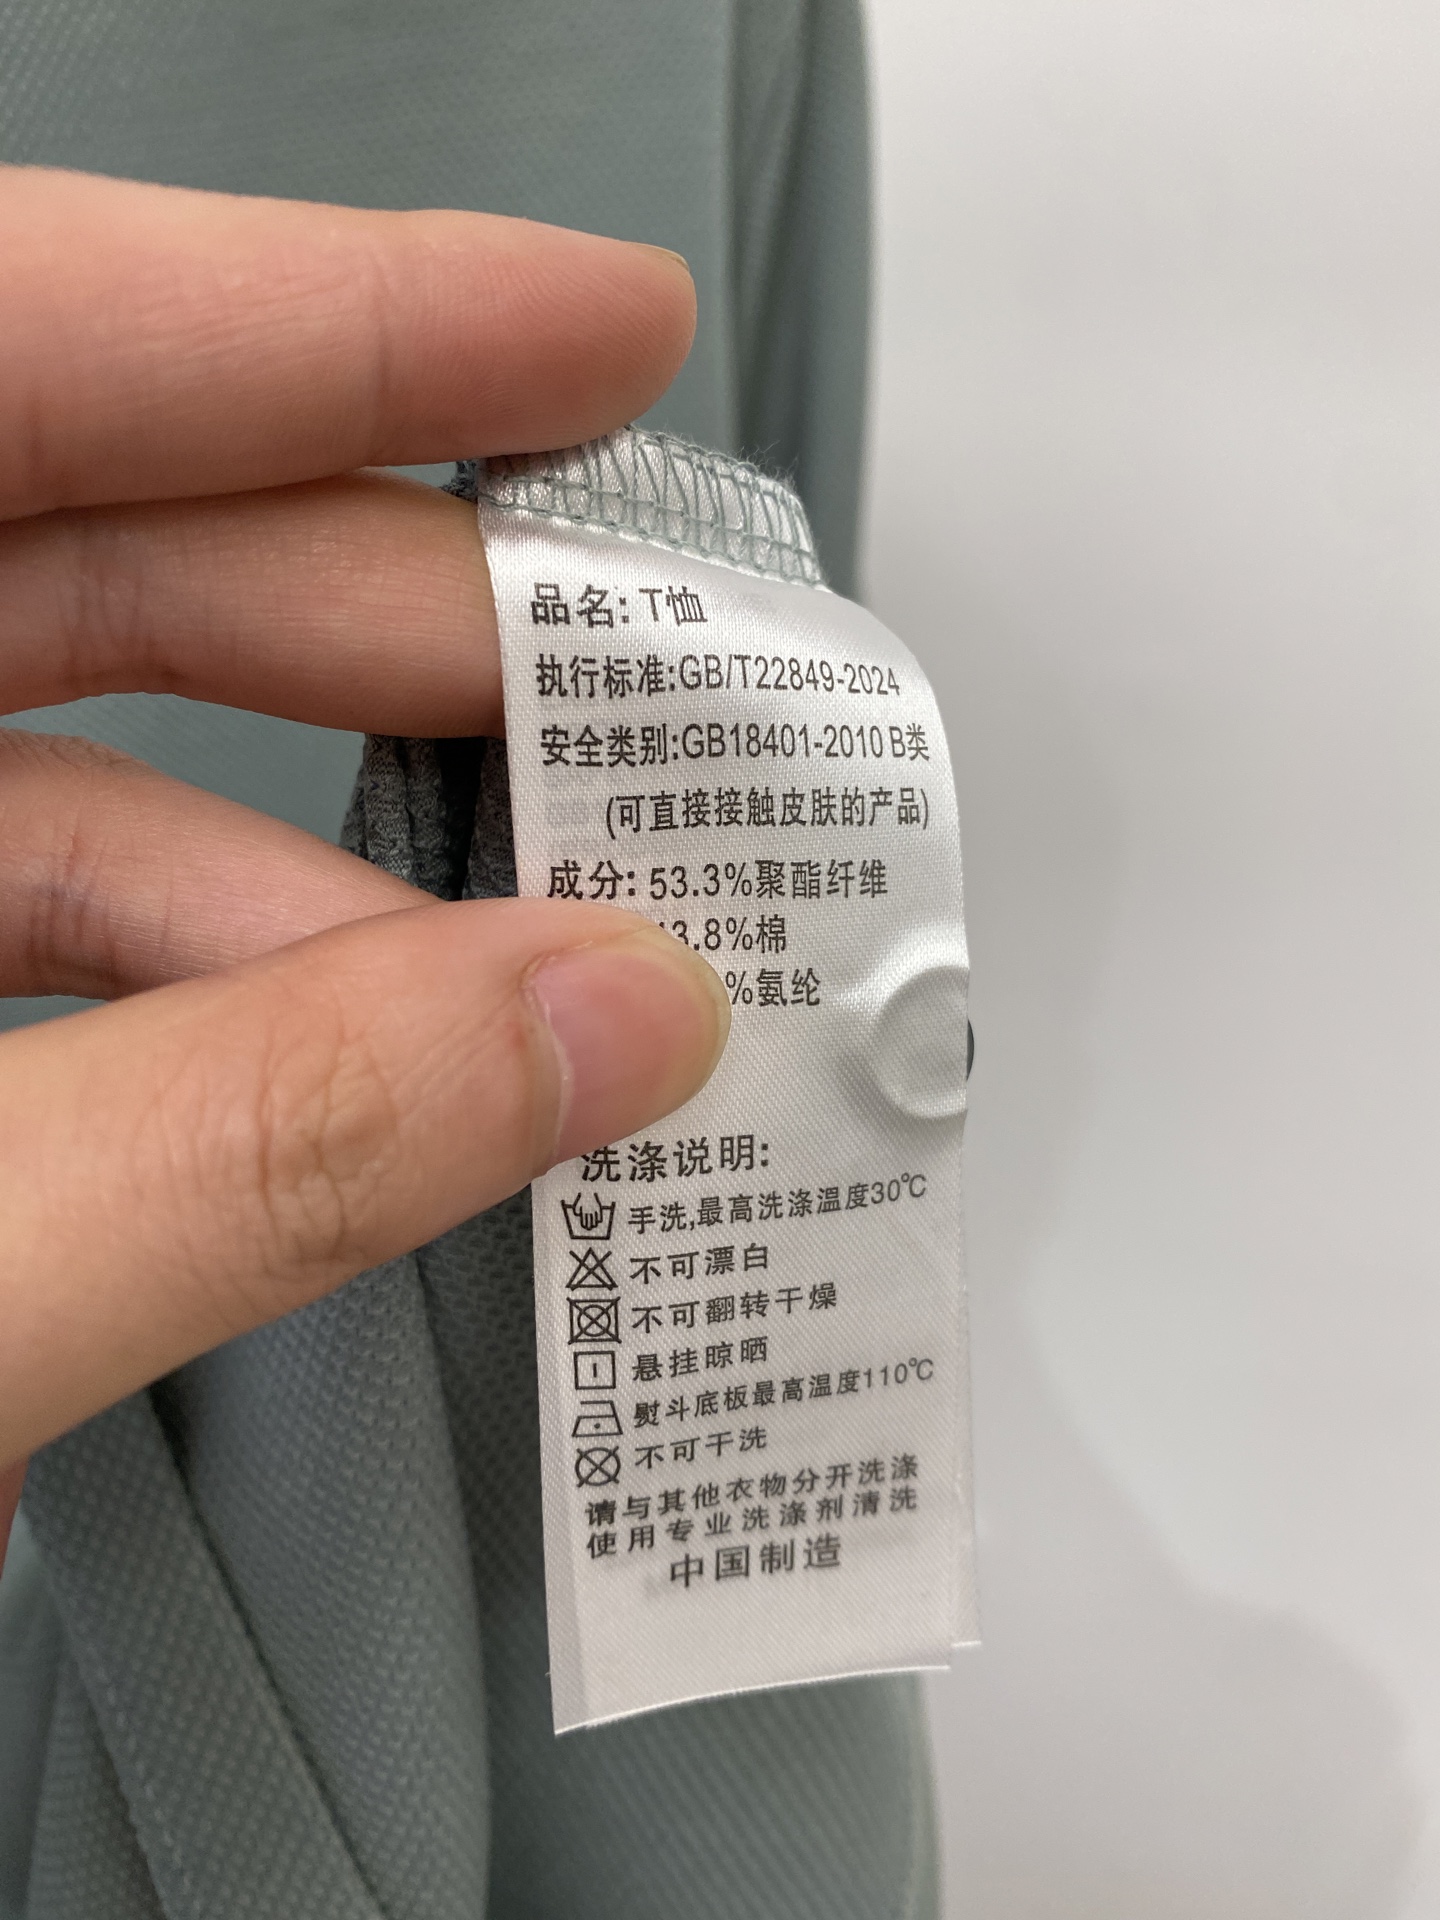 品名: T恤
执行标准:GB/T22849-2024
安全类别:GB18401-2010 B类
(可直接接触皮肤的产品)
成分: 53.3%聚酯纤维
3.8%棉
%氨纶
洗涤说明:
手洗,最高洗涤温度30℃
不可漂白
不可翻转干燥
悬挂晾晒
熨斗底板最高温度110℃
不可干洗
请与其他衣物分开洗涤
使用专业洗涤剂清洗
中国制造